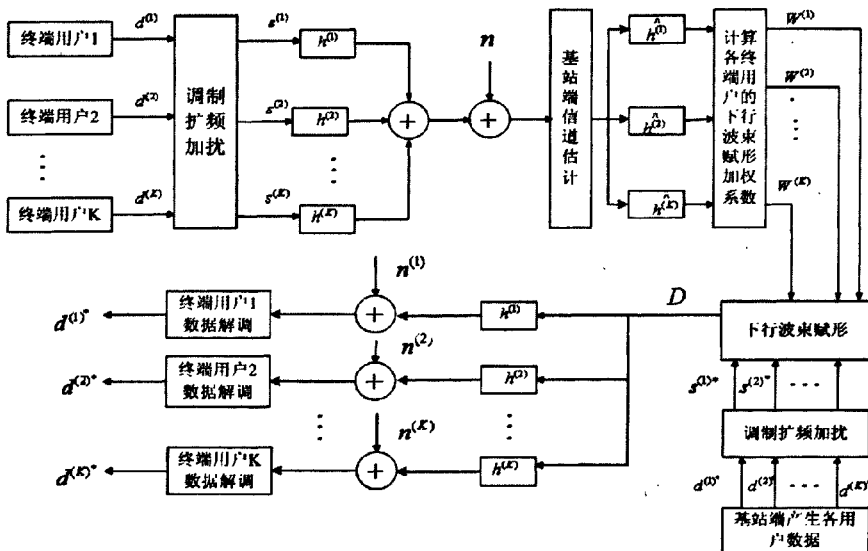 终端用户1
d⁽¹⁾
终端用户2
d⁽²⁾
⋮
终端用户K
d⁽ᴷ⁾
调制
扩频
加扰
s⁽¹⁾
s⁽²⁾
⋮
s⁽ᴷ⁾
h⁽¹⁾
h⁽²⁾
⋮
h⁽ᴷ⁾
+
n
+
基站端信道估计
ĥ⁽¹⁾
ĥ⁽²⁾
ĥ⁽ᴷ⁾
计算
各终
端用
户的
下行
波束
赋形
加权
系数
W⁽¹⁾
W⁽²⁾
⋮
W⁽ᴷ⁾
下行波束赋形
D
s⁽¹⁾* s⁽²⁾* …
调制扩频加扰
d⁽¹⁾* d⁽²⁾* … d⁽ᴷ⁾
基站端产生各用
户数据
h⁽¹⁾
h⁽²⁾
⋮
h⁽ᴷ⁾
n⁽¹⁾
+
n⁽²⁾
+
⋮
n⁽ᴷ⁾
+
终端用户1
数据解调
d⁽¹⁾*
终端用户2
数据解调
d⁽²⁾*
⋮
终端用户K
数据解调
d⁽ᴷ⁾*